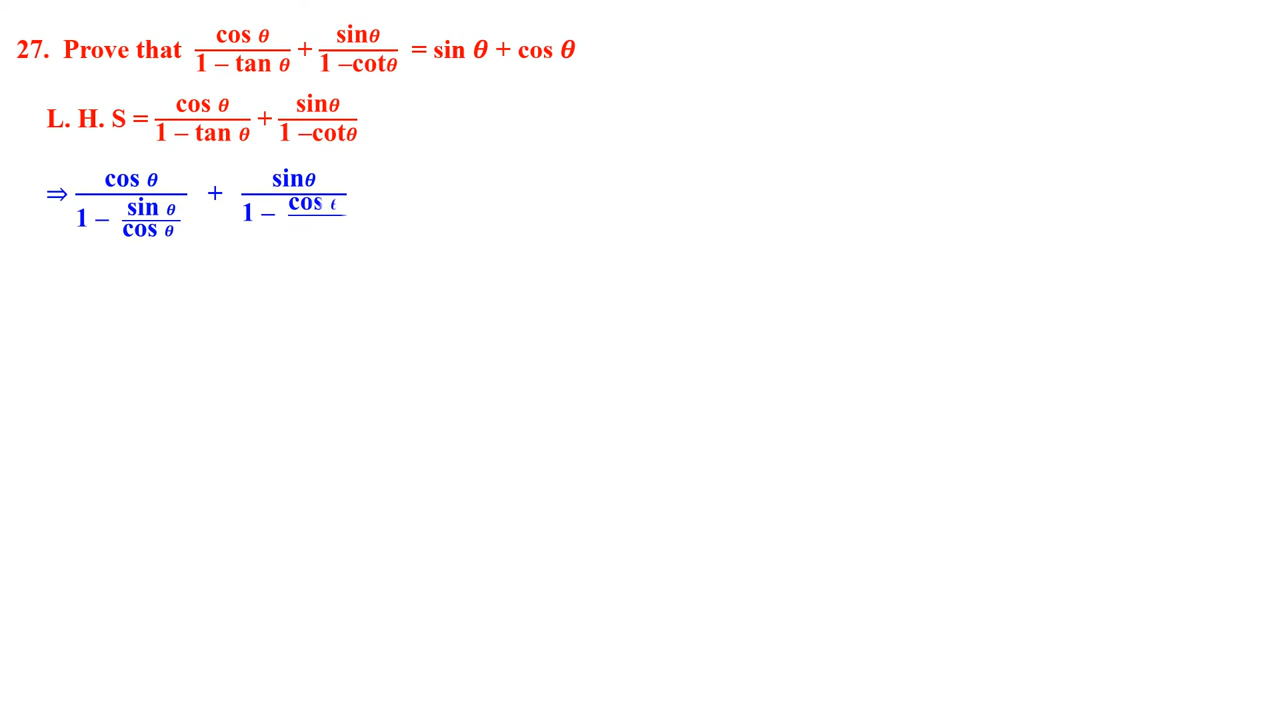 27. Prove that cos θ / 1 – tan θ + sinθ / 1 –cotθ = sin θ + cos θ
L. H. S = cos θ / 1 – tan θ + sinθ / 1 –cotθ
⇒ cos θ / 1 – sin θ / cos θ + sinθ / 1 – cos